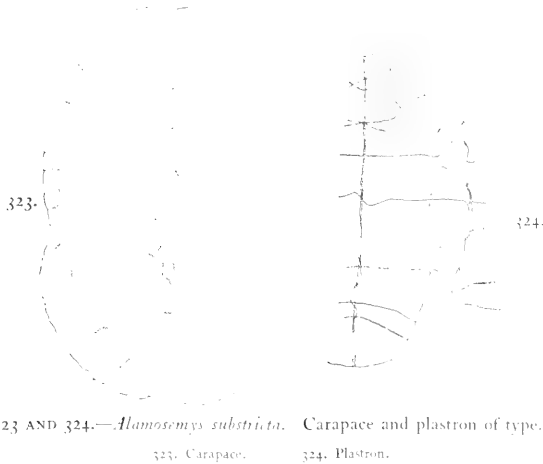 323.
324.
23 AND 324.—Alamosemys substricta. Carapace and plastron of type.
323. Carapace. 324. Plastron.